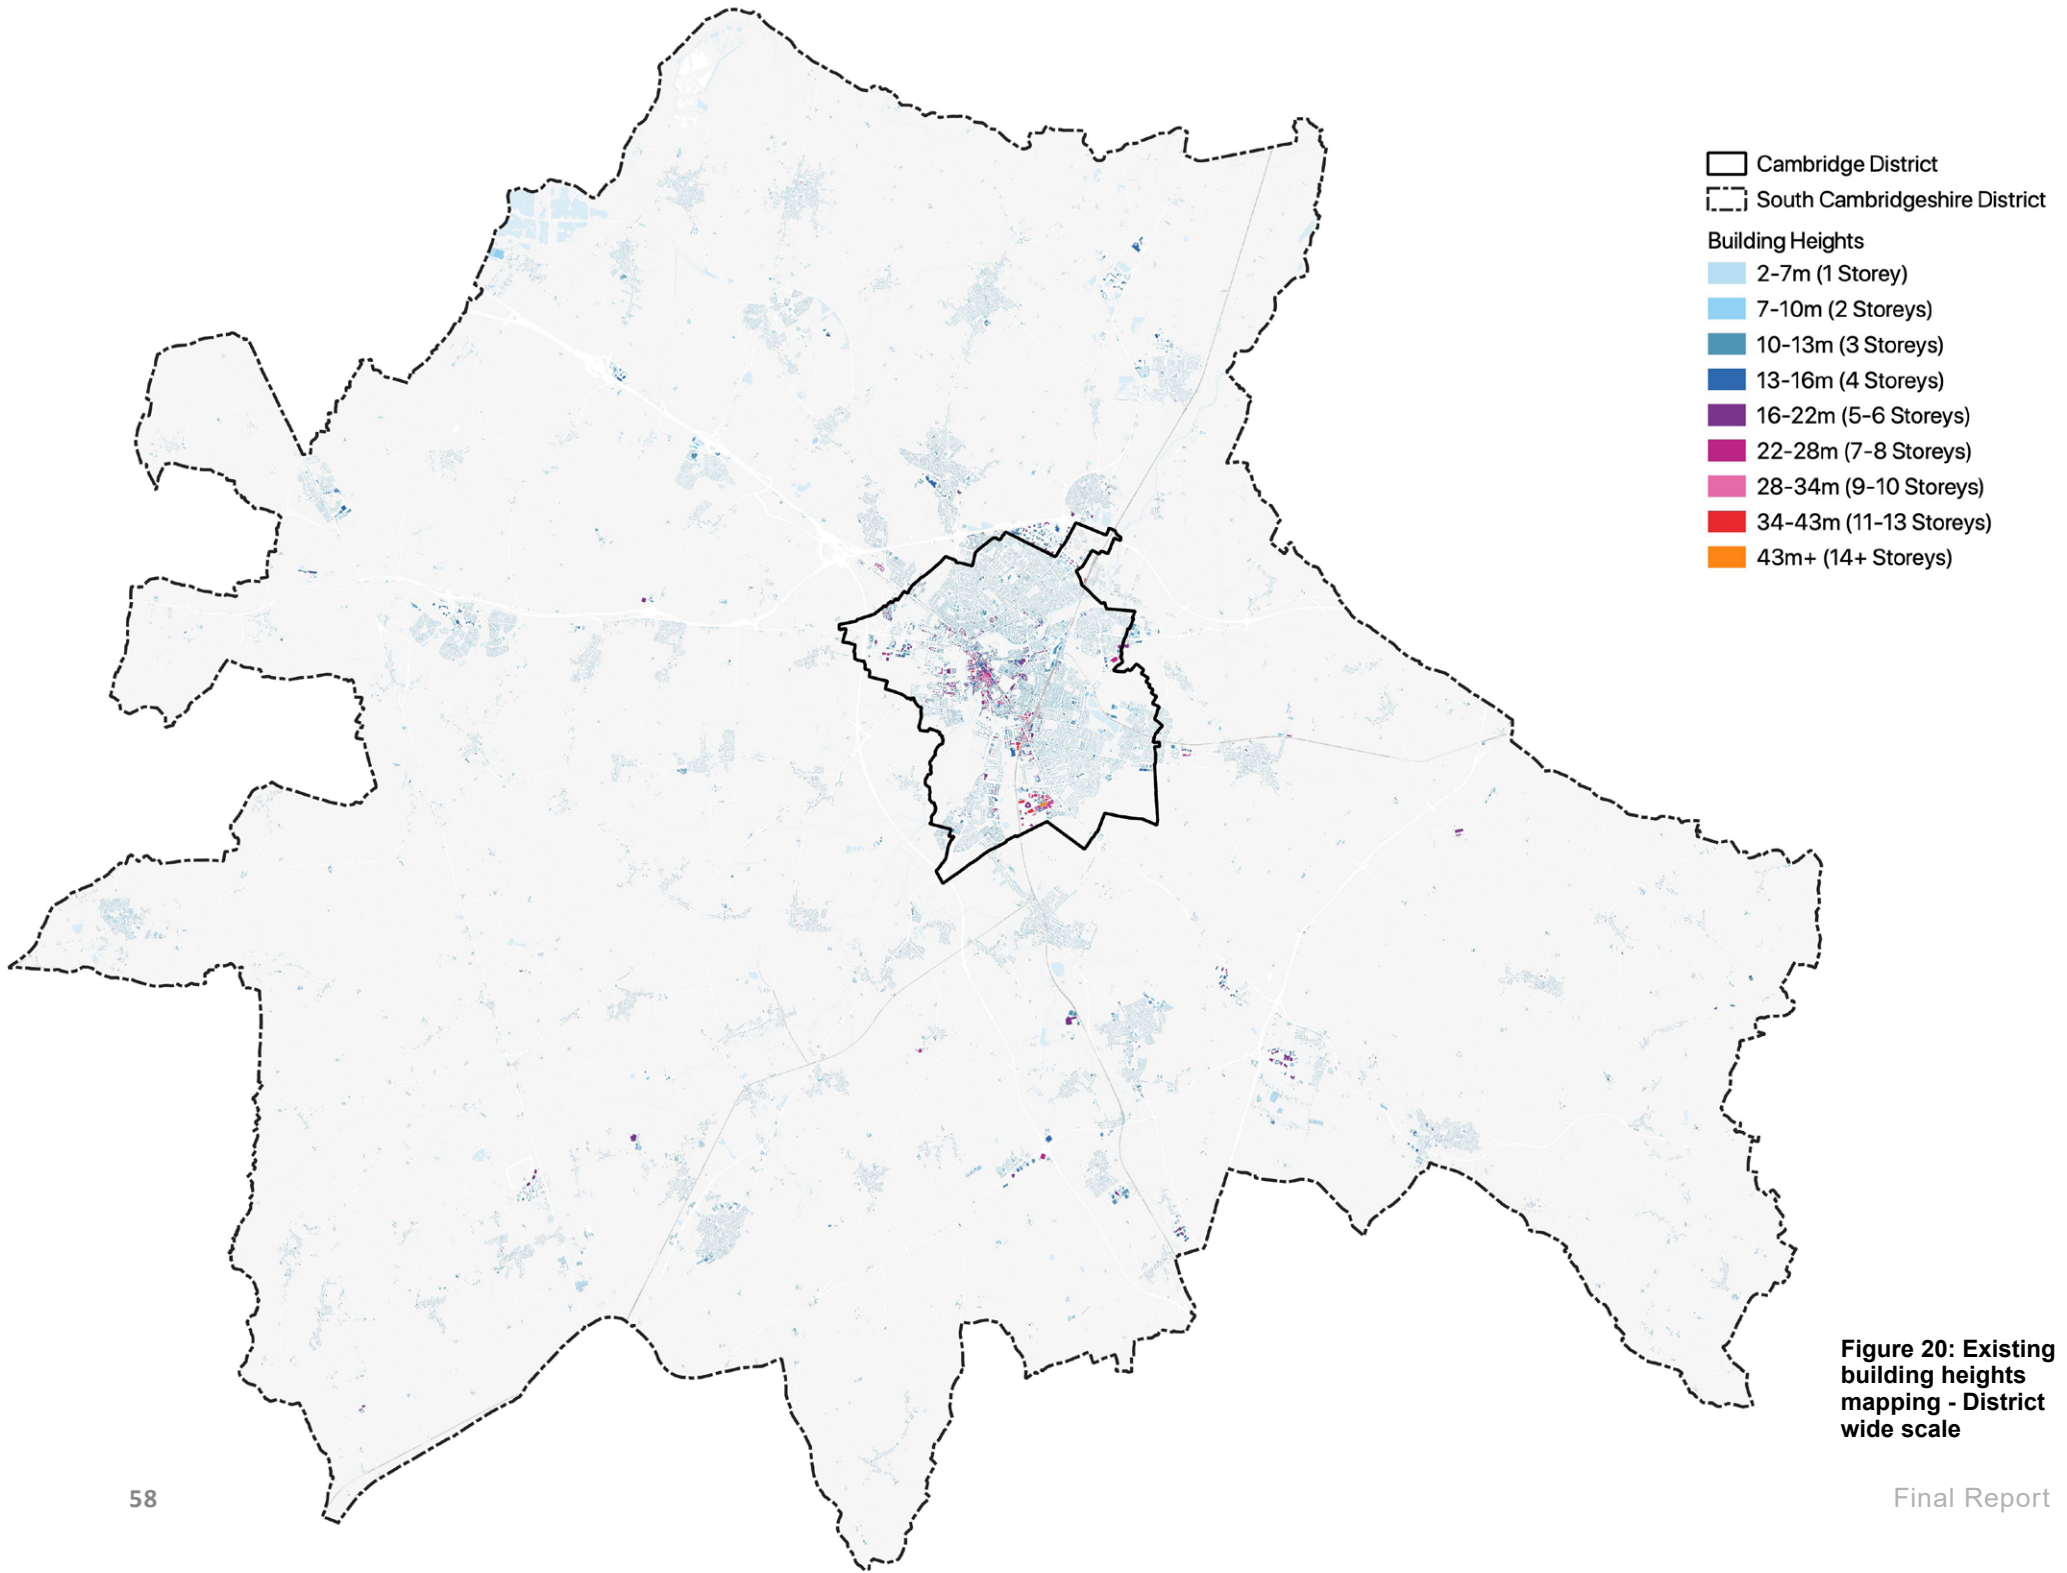 Cambridge District
South Cambridgeshire District
Building Heights
2-7m (1 Storey)
7-10m (2 Storeys)
10-13m (3 Storeys)
13-16m (4 Storeys)
16-22m (5-6 Storeys)
22-28m (7-8 Storeys)
28-34m (9-10 Storeys)
34-43m (11-13 Storeys)
43m+ (14+ Storeys)
Figure 20: Existing
building heights
mapping - District
wide scale
58
Final Report